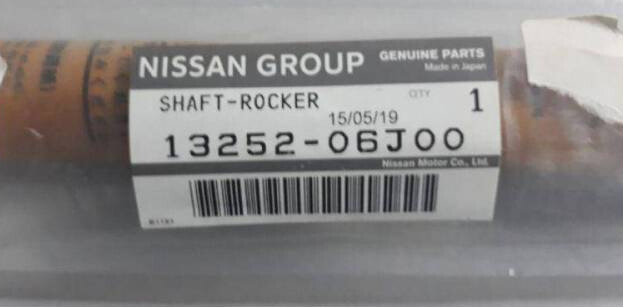 NISSAN GROUP GENUINE PARTS
Made in Japan
SHAFT-ROCKER QTY 1
15/05/19
13252-06J00
Nissan Motor Co., Ltd.